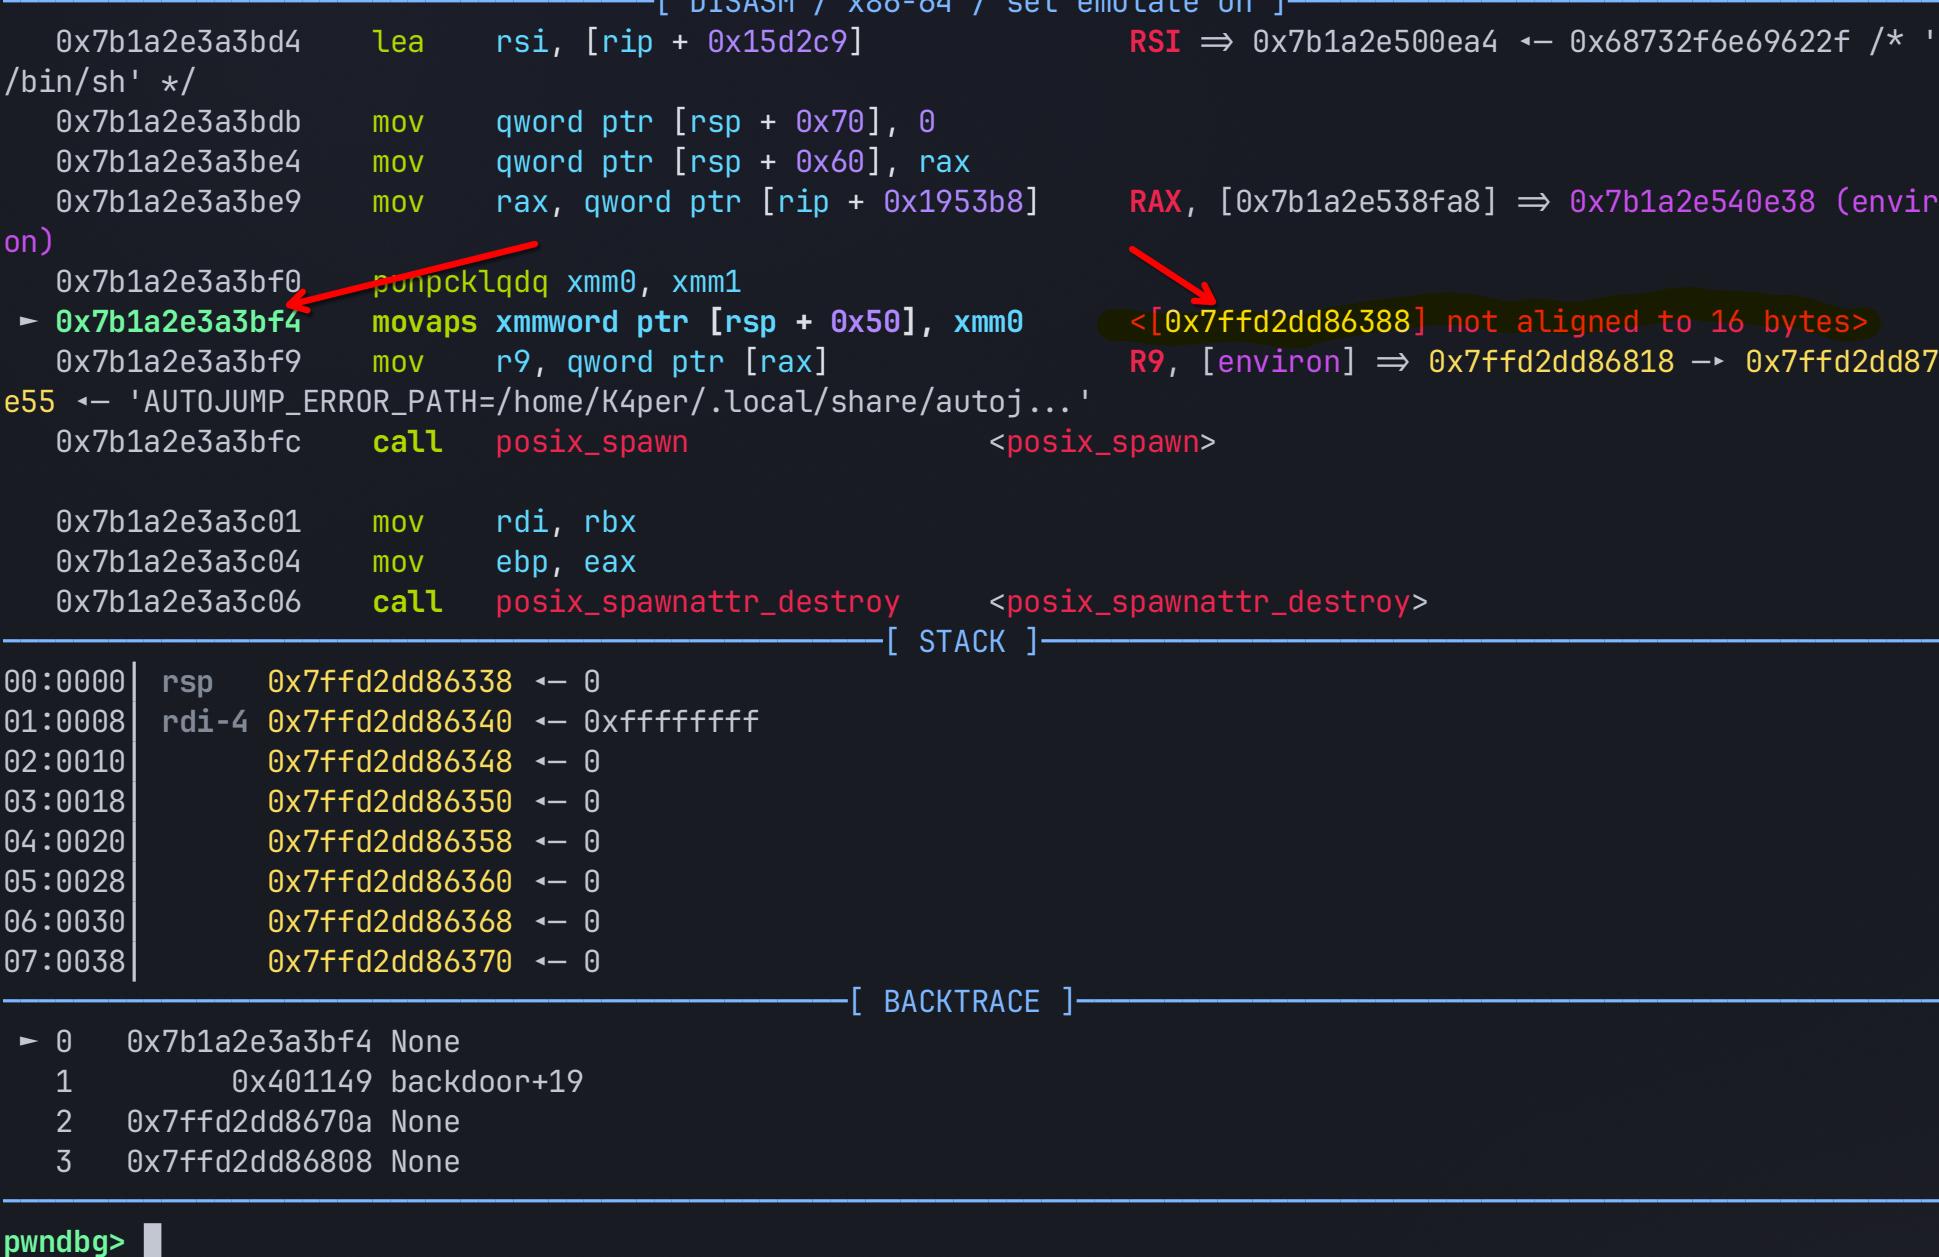 [ DISASM / x86-64 / set emulate on ]
0x7b1a2e3a3bd4 lea rsi, [rip + 0x15d2c9] RSI ⇒ 0x7b1a2e500ea4 ◂— 0x68732f6e69622f /* '
/bin/sh' */
0x7b1a2e3a3bdb mov qword ptr [rsp + 0x70], 0
0x7b1a2e3a3be4 mov qword ptr [rsp + 0x60], rax
0x7b1a2e3a3be9 mov rax, qword ptr [rip + 0x1953b8] RAX, [0x7b1a2e538fa8] ⇒ 0x7b1a2e540e38 (envir
on)
0x7b1a2e3a3bf0 punpcklqdq xmm0, xmm1
► 0x7b1a2e3a3bf4 movaps xmmword ptr [rsp + 0x50], xmm0 <[0x7ffd2dd86388] not aligned to 16 bytes>
0x7b1a2e3a3bf9 mov r9, qword ptr [rax] R9, [environ] ⇒ 0x7ffd2dd86818 —▸ 0x7ffd2dd87
e55 ◂— 'AUTOJUMP_ERROR_PATH=/home/K4per/.local/share/autoj...'
0x7b1a2e3a3bfc call posix_spawn <posix_spawn>
0x7b1a2e3a3c01 mov rdi, rbx
0x7b1a2e3a3c04 mov ebp, eax
0x7b1a2e3a3c06 call posix_spawnattr_destroy <posix_spawnattr_destroy>
[ STACK ]
00:0000│ rsp 0x7ffd2dd86338 ◂— 0
01:0008│ rdi-4 0x7ffd2dd86340 ◂— 0xffffffff
02:0010│ 0x7ffd2dd86348 ◂— 0
03:0018│ 0x7ffd2dd86350 ◂— 0
04:0020│ 0x7ffd2dd86358 ◂— 0
05:0028│ 0x7ffd2dd86360 ◂— 0
06:0030│ 0x7ffd2dd86368 ◂— 0
07:0038│ 0x7ffd2dd86370 ◂— 0
[ BACKTRACE ]
► 0 0x7b1a2e3a3bf4 None
1 0x401149 backdoor+19
2 0x7ffd2dd8670a None
3 0x7ffd2dd86808 None
pwndbg>